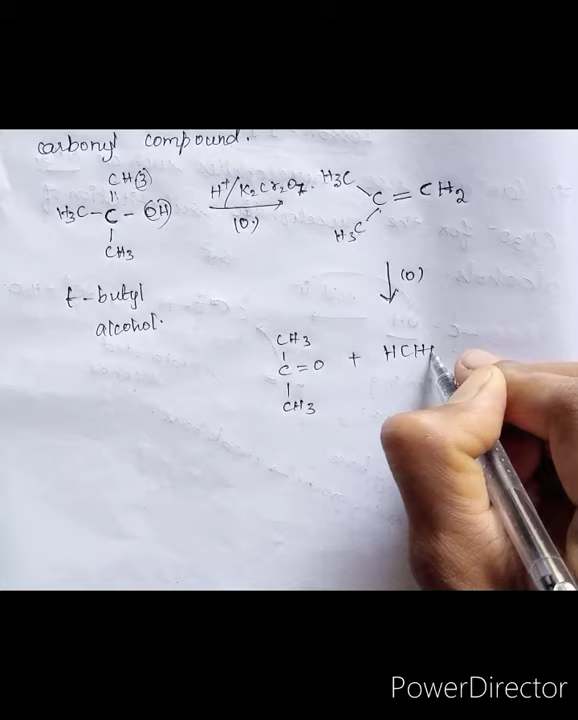 carbonyl compound.
CH3
H3C-C-OH
CH3
H+/K2Cr2O7.
(O)
H3C
C=CH2
H3C
(O)
t-butyl
alcohol.
CH3
C=O + HCH
CH3
PowerDirector